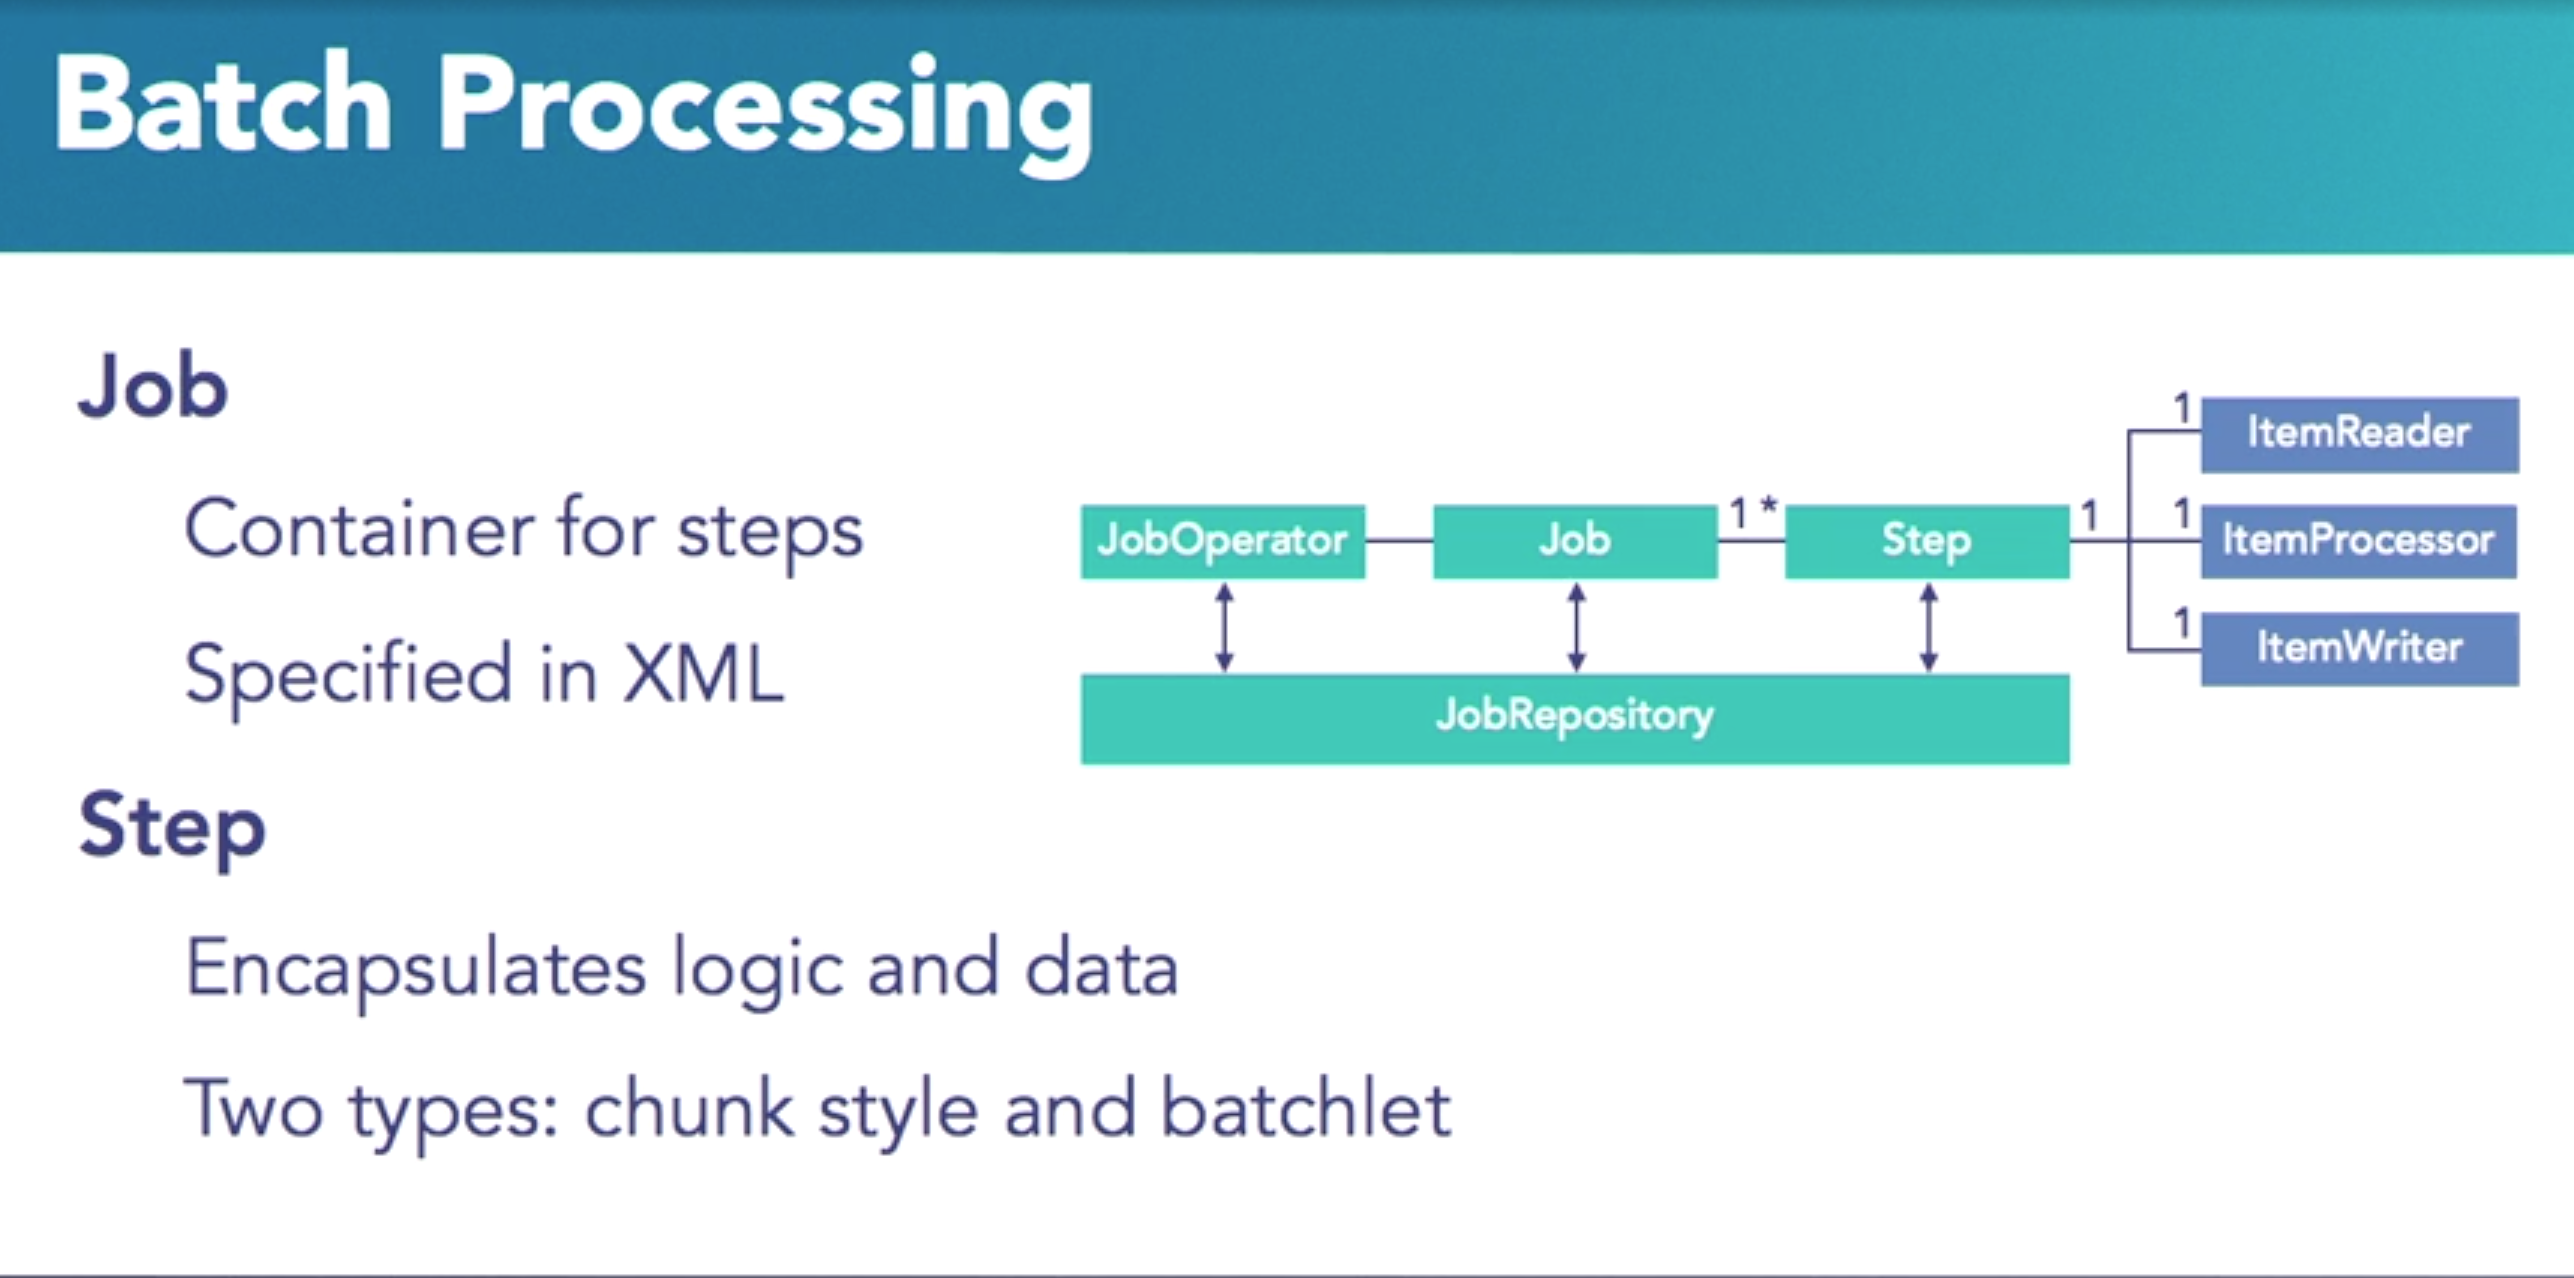 Batch Processing
Job
Container for steps
Specified in XML
Step
Encapsulates logic and data
Two types: chunk style and batchlet
JobOperator
Job
1 *
Step
1
1
ItemReader
1
ItemProcessor
1
ItemWriter
JobRepository